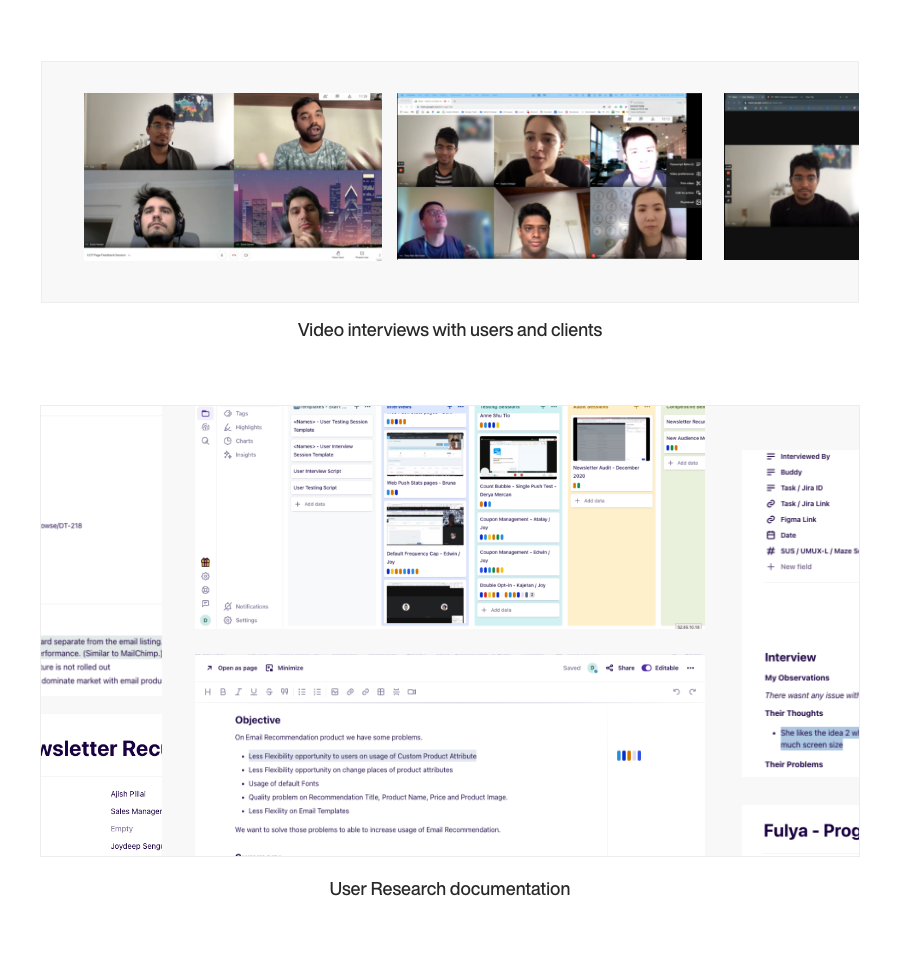 Video interviews with users and clients
Tags
Highlights
Charts
Insights
Notifications
Settings
D
<Names> - User Testing Session
Template
<Names> - User Interview
Session Template
User Interview Script
User Testing Script
Add data
Interviews
Web Push Stats pages - Bruna
Default Frequency Cap - Edwin /
Joy
Testing Sessions
Anne Shu Tin
Count Bubble - Single Push Test -
Derya Mercan
Coupon Management - Atalay /
Joy
Coupon Management - Edwin /
Joy
Double Opt-in - Kajetan / Joy
Add data
Newsletter Audit - December
2020
Add data
Newsletter Recu
New Audience M
Add data
owse/DT-218
ard separate from the email listing.
erformance. (Similar to MailChimp.)
ture is not rolled out
dominate market with email produ
wsletter Rec
Ajish Pillai
Sales Manager
Empty
Joydeep Seng
Open as page
Minimize
Saved
D
Share
Editable
H B I U S
Objective
On Email Recommendation product we have some problems.
• Less Flexibility opportunity to users on usage of Custom Product Attribute
• Less Flexibility opportunity on change places of product attributes
• Usage of default Fonts
• Quality problem on Recommendation Title, Product Name, Price and Product Image.
• Less Flexility on Email Templates
We want to solve those problems to able to increase usage of Email Recommendation.
Interviewed By
Buddy
Task / Jira ID
Task / Jira Link
Figma Link
Date
SUS / UMUX-L / Maze S
New field
Interview
My Observations
There wasnt any issue with
Their Thoughts
• She likes the idea 2 w
much screen size
Their Problems
Fulya - Prog
User Research documentation